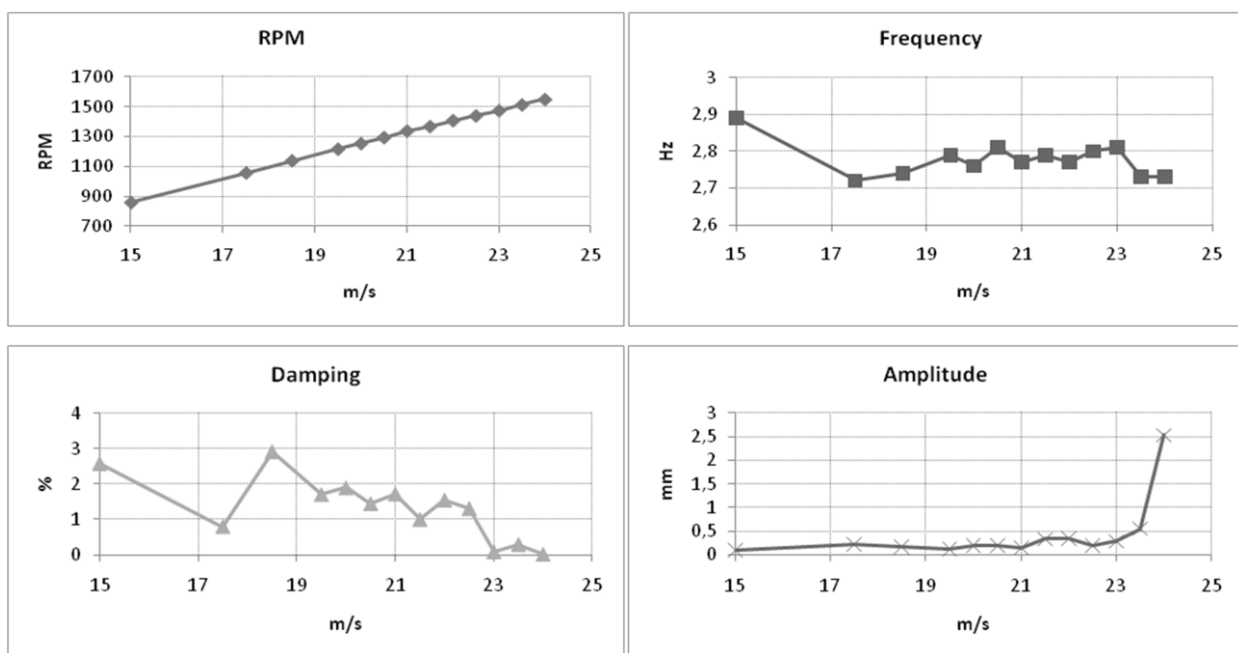 RPM
1700
1500
1300
1100
900
700
RPM
15 17 19 21 23 25
m/s
Frequency
3
2,9
2,8
2,7
2,6
Hz
15 17 19 21 23 25
m/s
Damping
4
3
2
1
0
%
15 17 19 21 23 25
m/s
Amplitude
3
2,5
2
1,5
1
0,5
0
mm
15 17 19 21 23 25
m/s